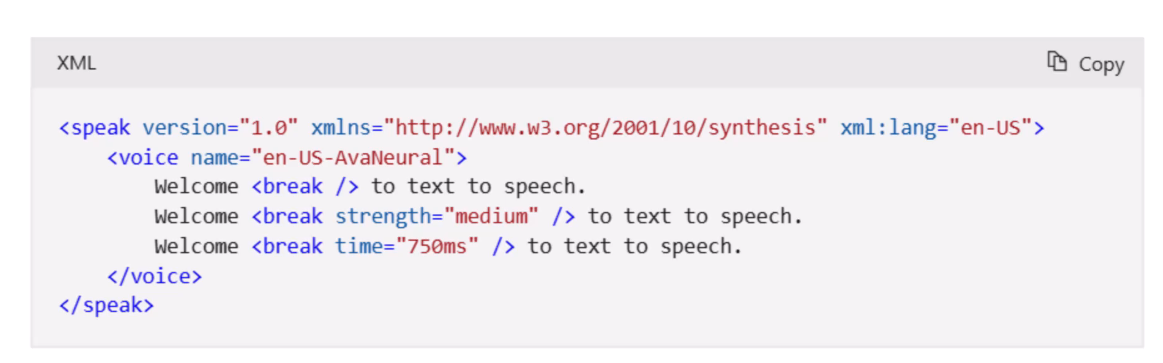 XML
Copy
<speak version="1.0" xmlns="http://www.w3.org/2001/10/synthesis" xml:lang="en-US">
    <voice name="en-US-AvaNeural">
        Welcome <break /> to text to speech.
        Welcome <break strength="medium" /> to text to speech.
        Welcome <break time="750ms" /> to text to speech.
    </voice>
</speak>